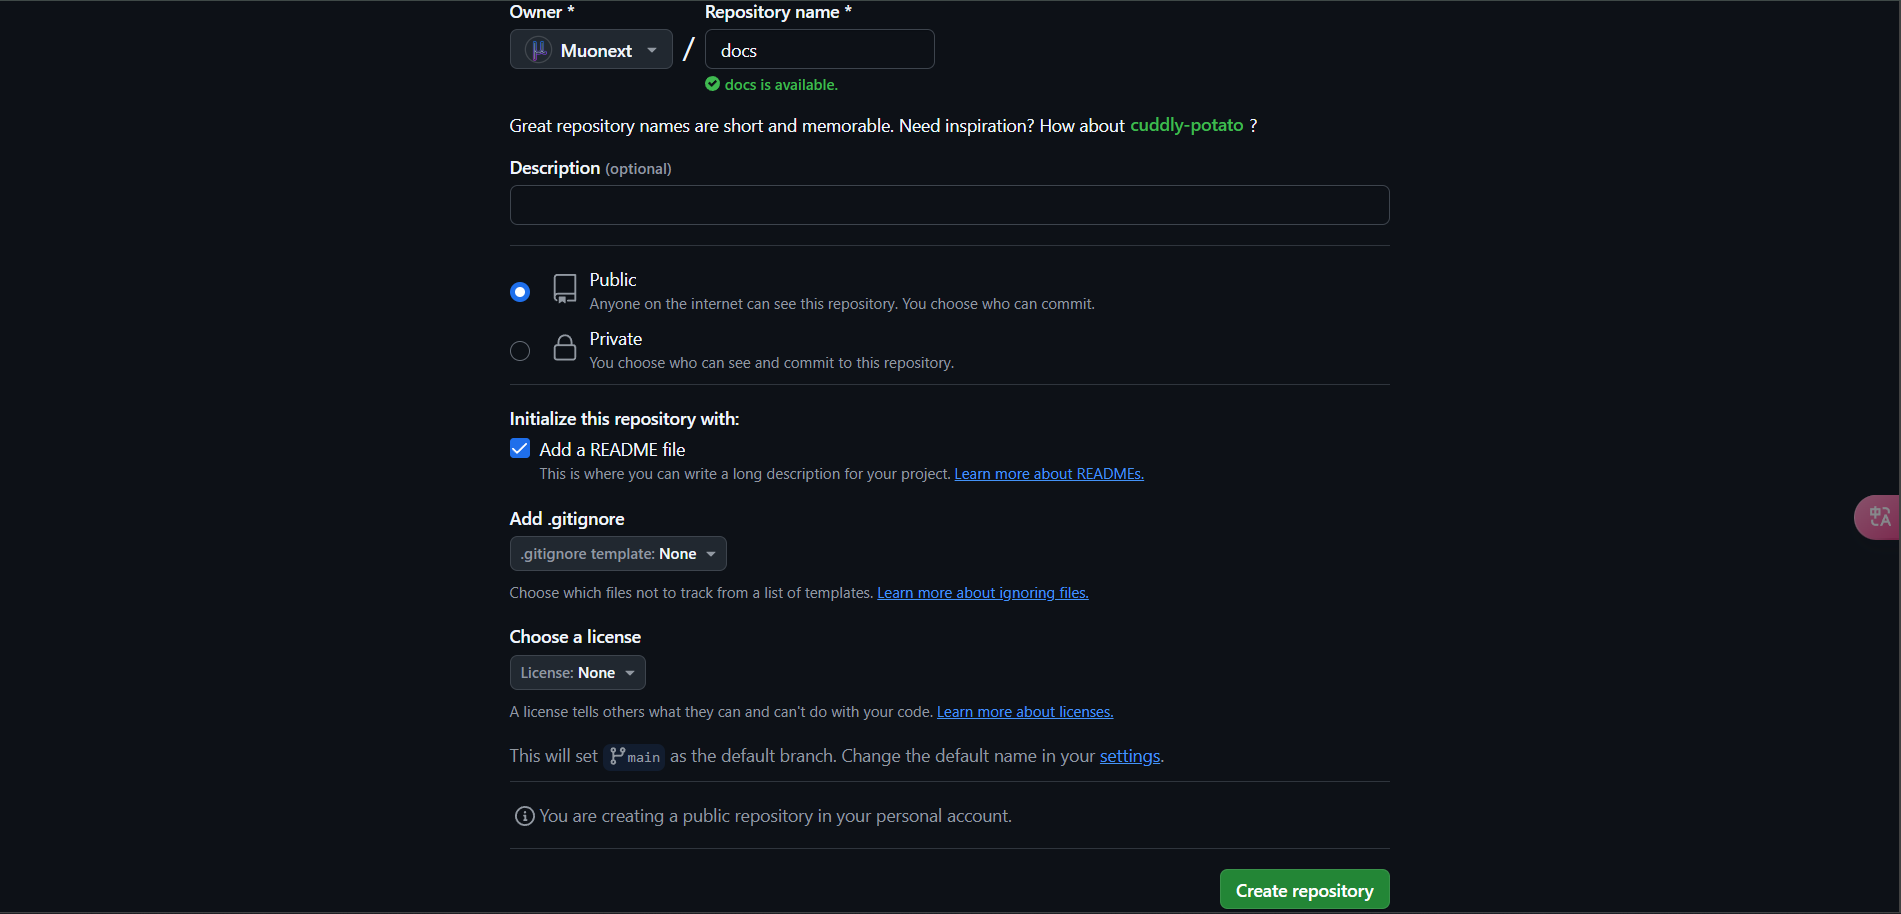 Owner * Repository name *
Muonext / docs
docs is available.
Great repository names are short and memorable. Need inspiration? How about cuddly-potato ?
Description (optional)
Public
Anyone on the internet can see this repository. You choose who can commit.
Private
You choose who can see and commit to this repository.
Initialize this repository with:
Add a README file
This is where you can write a long description for your project. Learn more about READMEs.
Add .gitignore
.gitignore template: None
Choose which files not to track from a list of templates. Learn more about ignoring files.
Choose a license
License: None
A license tells others what they can and can't do with your code. Learn more about licenses.
This will set main as the default branch. Change the default name in your settings.
You are creating a public repository in your personal account.
Create repository
中A